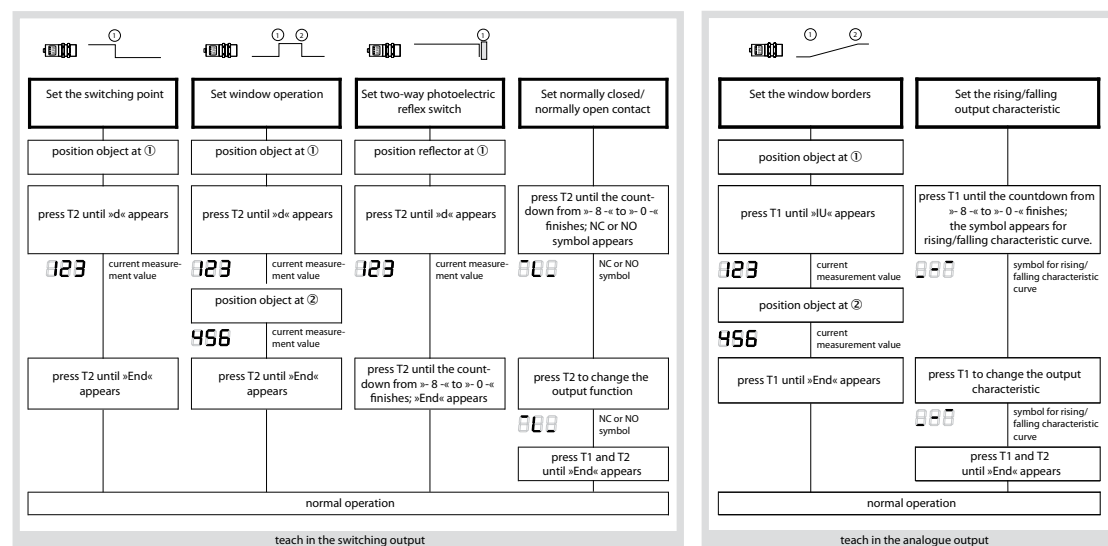 ① ① ② ①
Set the switching point
position object at ①
press T2 until »d« appears
123
current measure-
ment value
press T2 until »End«
appears
Set window operation
position object at ①
press T2 until »d« appears
123
current measure-
ment value
position object at ②
456
current measure-
ment value
press T2 until »End«
appears
Set two-way photoelectric
reflex switch
position reflector at ①
press T2 until »d« appears
123
current measure-
ment value
press T2 until the count-
down from »- 8 -« to »- 0 -«
finishes; »End« appears
Set normally closed/
normally open contact
press T2 until the count-
down from »- 8 -« to »- 0 -«
finishes; NC or NO
symbol appears
NC or NO
symbol
press T2 to change the
output function
NC or NO
symbol
press T1 and T2
until »End« appears
normal operation
teach in the switching output
① ②
Set the window borders
position object at ①
press T1 until »IU« appears
123
current
measurement value
position object at ②
456
current
measurement value
press T1 until »End« appears
Set the rising/falling
output characteristic
press T1 until the countdown from
»- 8 -« to »- 0 -« finishes;
the symbol appears for
rising/falling characteristic curve.
symbol for rising/
falling characteristic
curve
press T1 to change the output
characteristic
symbol for rising/
falling characteristic
curve
press T1 and T2
until »End« appears
normal operation
teach in the analogue output